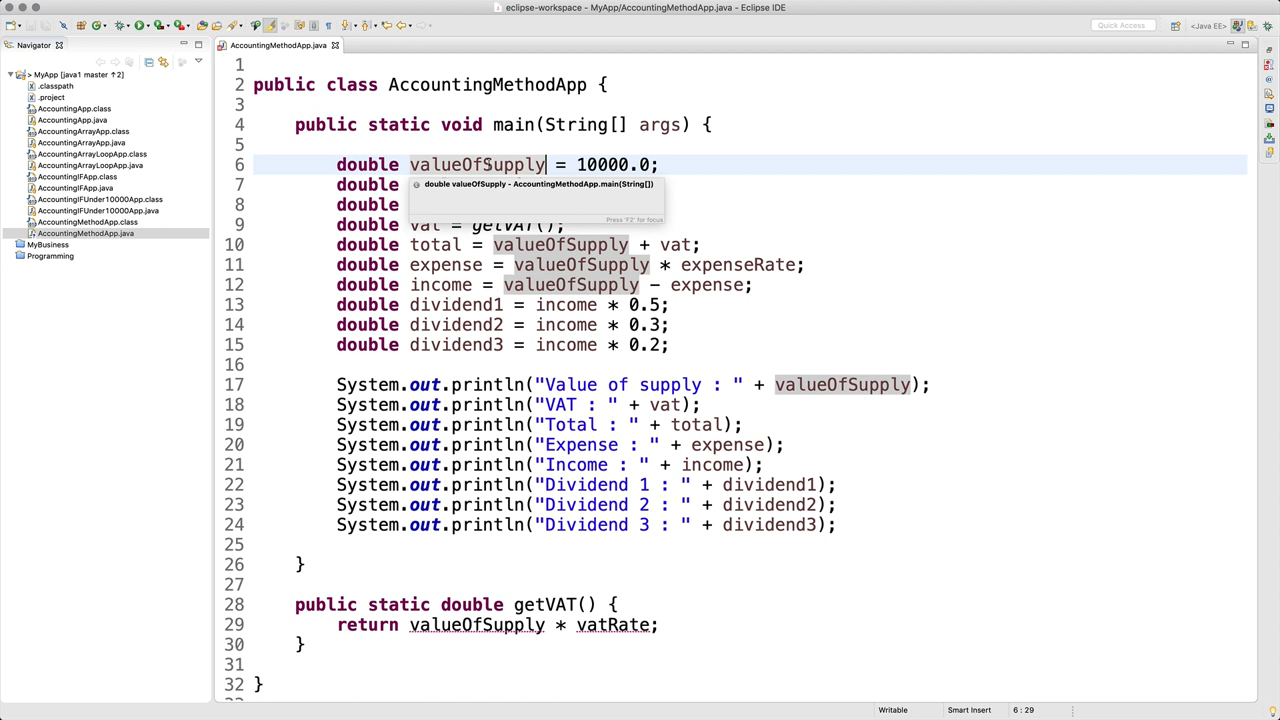 eclipse-workspace - MyApp/AccountingMethodApp.java - Eclipse IDE
Quick Access
<Java EE>
Navigator
AccountingMethodApp.java
> MyApp [java1 master ↑2]
.classpath
.project
AccountingApp.class
AccountingApp.java
AccountingArrayApp.class
AccountingArrayApp.java
AccountingArrayLoopApp.class
AccountingArrayLoopApp.java
AccountingIFApp.class
AccountingIFApp.java
AccountingIFUnder10000App.class
AccountingIFUnder10000App.java
AccountingMethodApp.class
AccountingMethodApp.java
MyBusiness
Programming
1
2 public class AccountingMethodApp {
3
4 public static void main(String[] args) {
5
6 double valueOfSupply = 10000.0;
7 double
8 double
double valueOfSupply - AccountingMethodApp.main(String[])
Press 'F2' for focus
9 double vat = getVAT();
10 double total = valueOfSupply + vat;
11 double expense = valueOfSupply * expenseRate;
12 double income = valueOfSupply - expense;
13 double dividend1 = income * 0.5;
14 double dividend2 = income * 0.3;
15 double dividend3 = income * 0.2;
16
17 System.out.println("Value of supply : " + valueOfSupply);
18 System.out.println("VAT : " + vat);
19 System.out.println("Total : " + total);
20 System.out.println("Expense : " + expense);
21 System.out.println("Income : " + income);
22 System.out.println("Dividend 1 : " + dividend1);
23 System.out.println("Dividend 2 : " + dividend2);
24 System.out.println("Dividend 3 : " + dividend3);
25
26 }
27
28 public static double getVAT() {
29 return valueOfSupply * vatRate;
30 }
31
32 }
Writable
Smart Insert
6 : 29